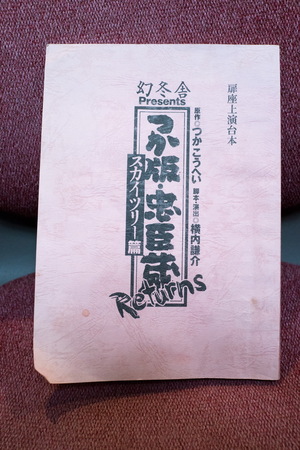 扉座上演台本
幻冬舎
Presents
原作◎つかこうへい 脚本・演出◎横内謙介
つか版・忠臣蔵
スカイツリー篇
Returns